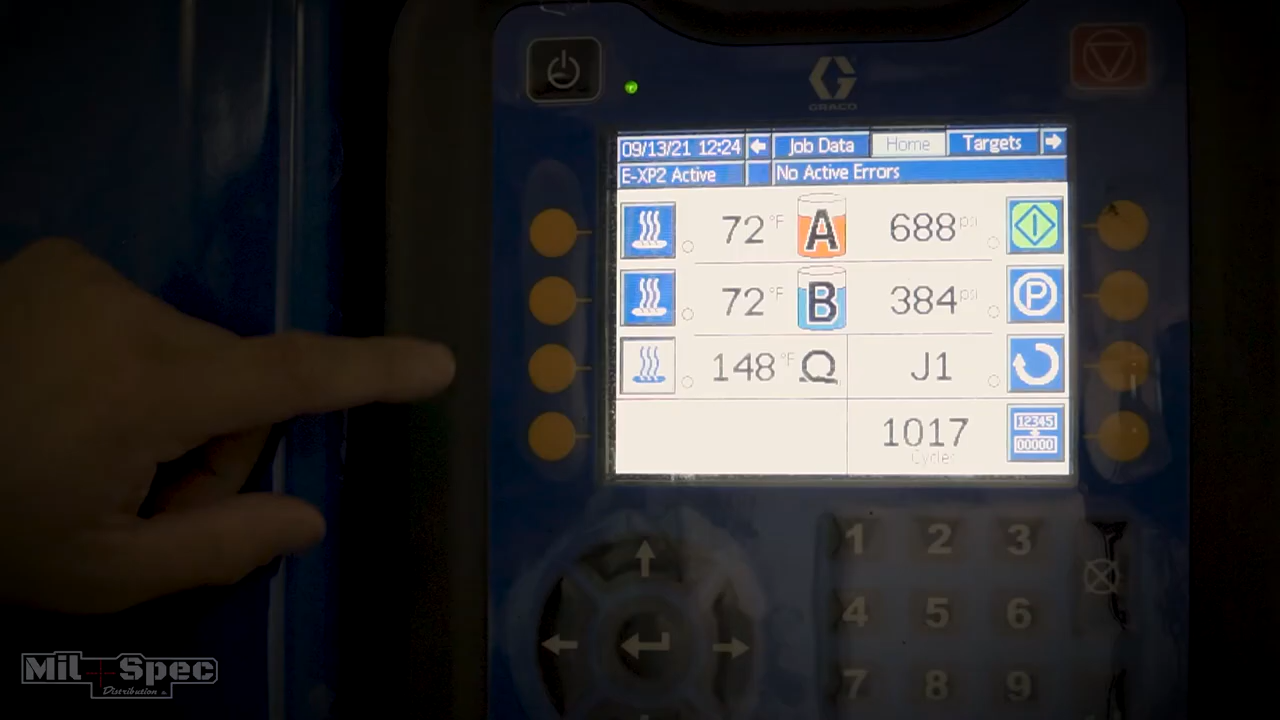 GRACO
09/13/21 12:24 Job Data Home Targets
E-XP2 Active No Active Errors
72 °F A 688 psi
72 °F B 384 psi
148 °F J1
1017
Cycles
12345
00000
P
1 2 3
4 5 6
7 8 9
Mil Spec
Distribution